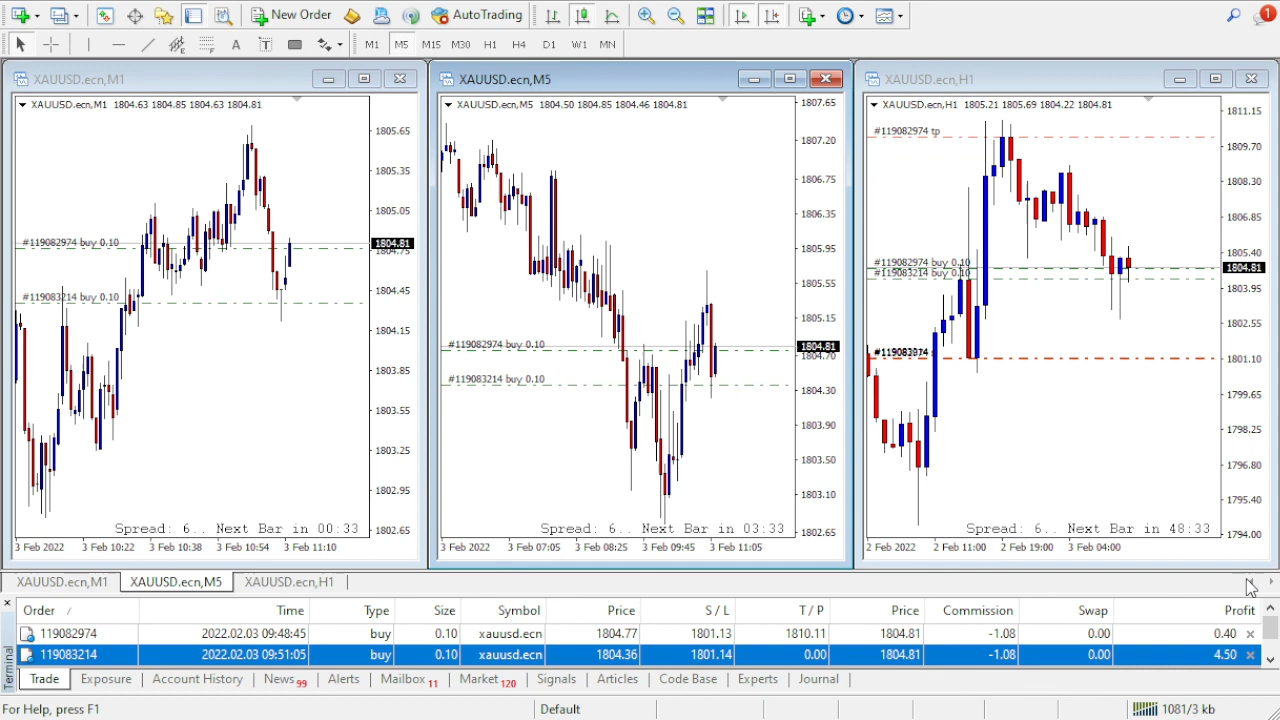 New Order
AutoTrading
1
M1 M5 M15 M30 H1 H4 D1 W1 MN
XAUUSD.ecn,M1
XAUUSD.ecn,M1 1804.63 1804.85 1804.63 1804.81
#119082974 buy 0.10
#119083214 buy 0.10
1805.65
1805.35
1805.05
1804.81
1804.75
1804.45
1804.15
1803.85
1803.55
1803.25
1802.95
1802.65
Spread: 6.. Next Bar in 00:33
3 Feb 2022 3 Feb 10:22 3 Feb 10:38 3 Feb 10:54 3 Feb 11:10
XAUUSD.ecn,M5
XAUUSD.ecn,M5 1804.50 1804.85 1804.46 1804.81
#119082974 buy 0.10
#119083214 buy 0.10
1807.65
1807.20
1806.75
1806.35
1805.95
1805.55
1805.15
1804.81
1804.70
1804.30
1803.90
1803.50
1803.10
1802.65
Spread: 6.. Next Bar in 03:33
3 Feb 2022 3 Feb 07:05 3 Feb 08:25 3 Feb 09:45 3 Feb 11:05
XAUUSD.ecn,H1
XAUUSD.ecn,H1 1805.21 1805.69 1804.22 1804.81
#119082974 tp
#119082974 buy 0.10
#119083214 buy 0.10
1811.15
1809.70
1808.30
1806.85
1805.40
1804.81
1803.95
1802.55
1801.10
1799.65
1798.25
1796.80
1795.40
1794.00
Spread: 6.. Next Bar in 48:33
2 Feb 2022 2 Feb 11:00 2 Feb 19:00 3 Feb 04:00
XAUUSD.ecn,M1 XAUUSD.ecn,M5 XAUUSD.ecn,H1
Order / Time Type Size Symbol Price S / L T / P Price Commission Swap Profit
119082974 2022.02.03 09:48:45 buy 0.10 xauusd.ecn 1804.77 1801.13 1810.11 1804.81 -1.08 0.00 0.40
119083214 2022.02.03 09:51:05 buy 0.10 xauusd.ecn 1804.36 1801.14 0.00 1804.81 -1.08 0.00 4.50
Terminal
Trade Exposure Account History News 99 Alerts Mailbox 11 Market 120 Signals Articles Code Base Experts Journal
For Help, press F1 Default 1081/3 kb